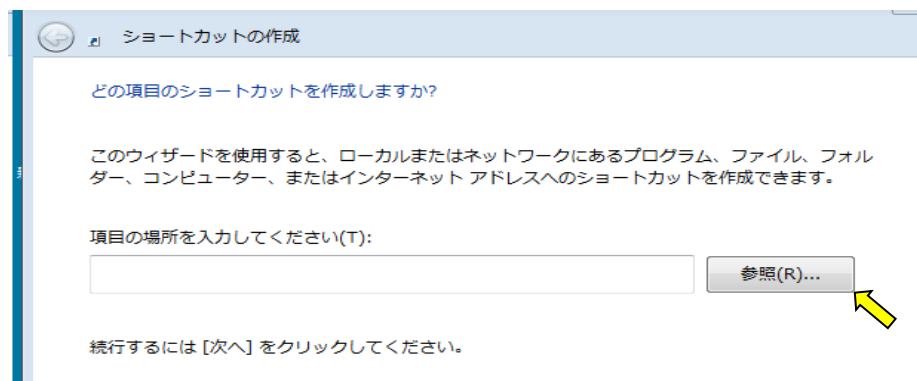 ショートカットの作成
どの項目のショートカットを作成しますか?
このウィザードを使用すると、ローカルまたはネットワークにあるプログラム、ファイル、フォル
ダー、コンピューター、またはインターネット アドレスへのショートカットを作成できます。
項目の場所を入力してください(T):
参照(R)...
続行するには [次へ] をクリックしてください。